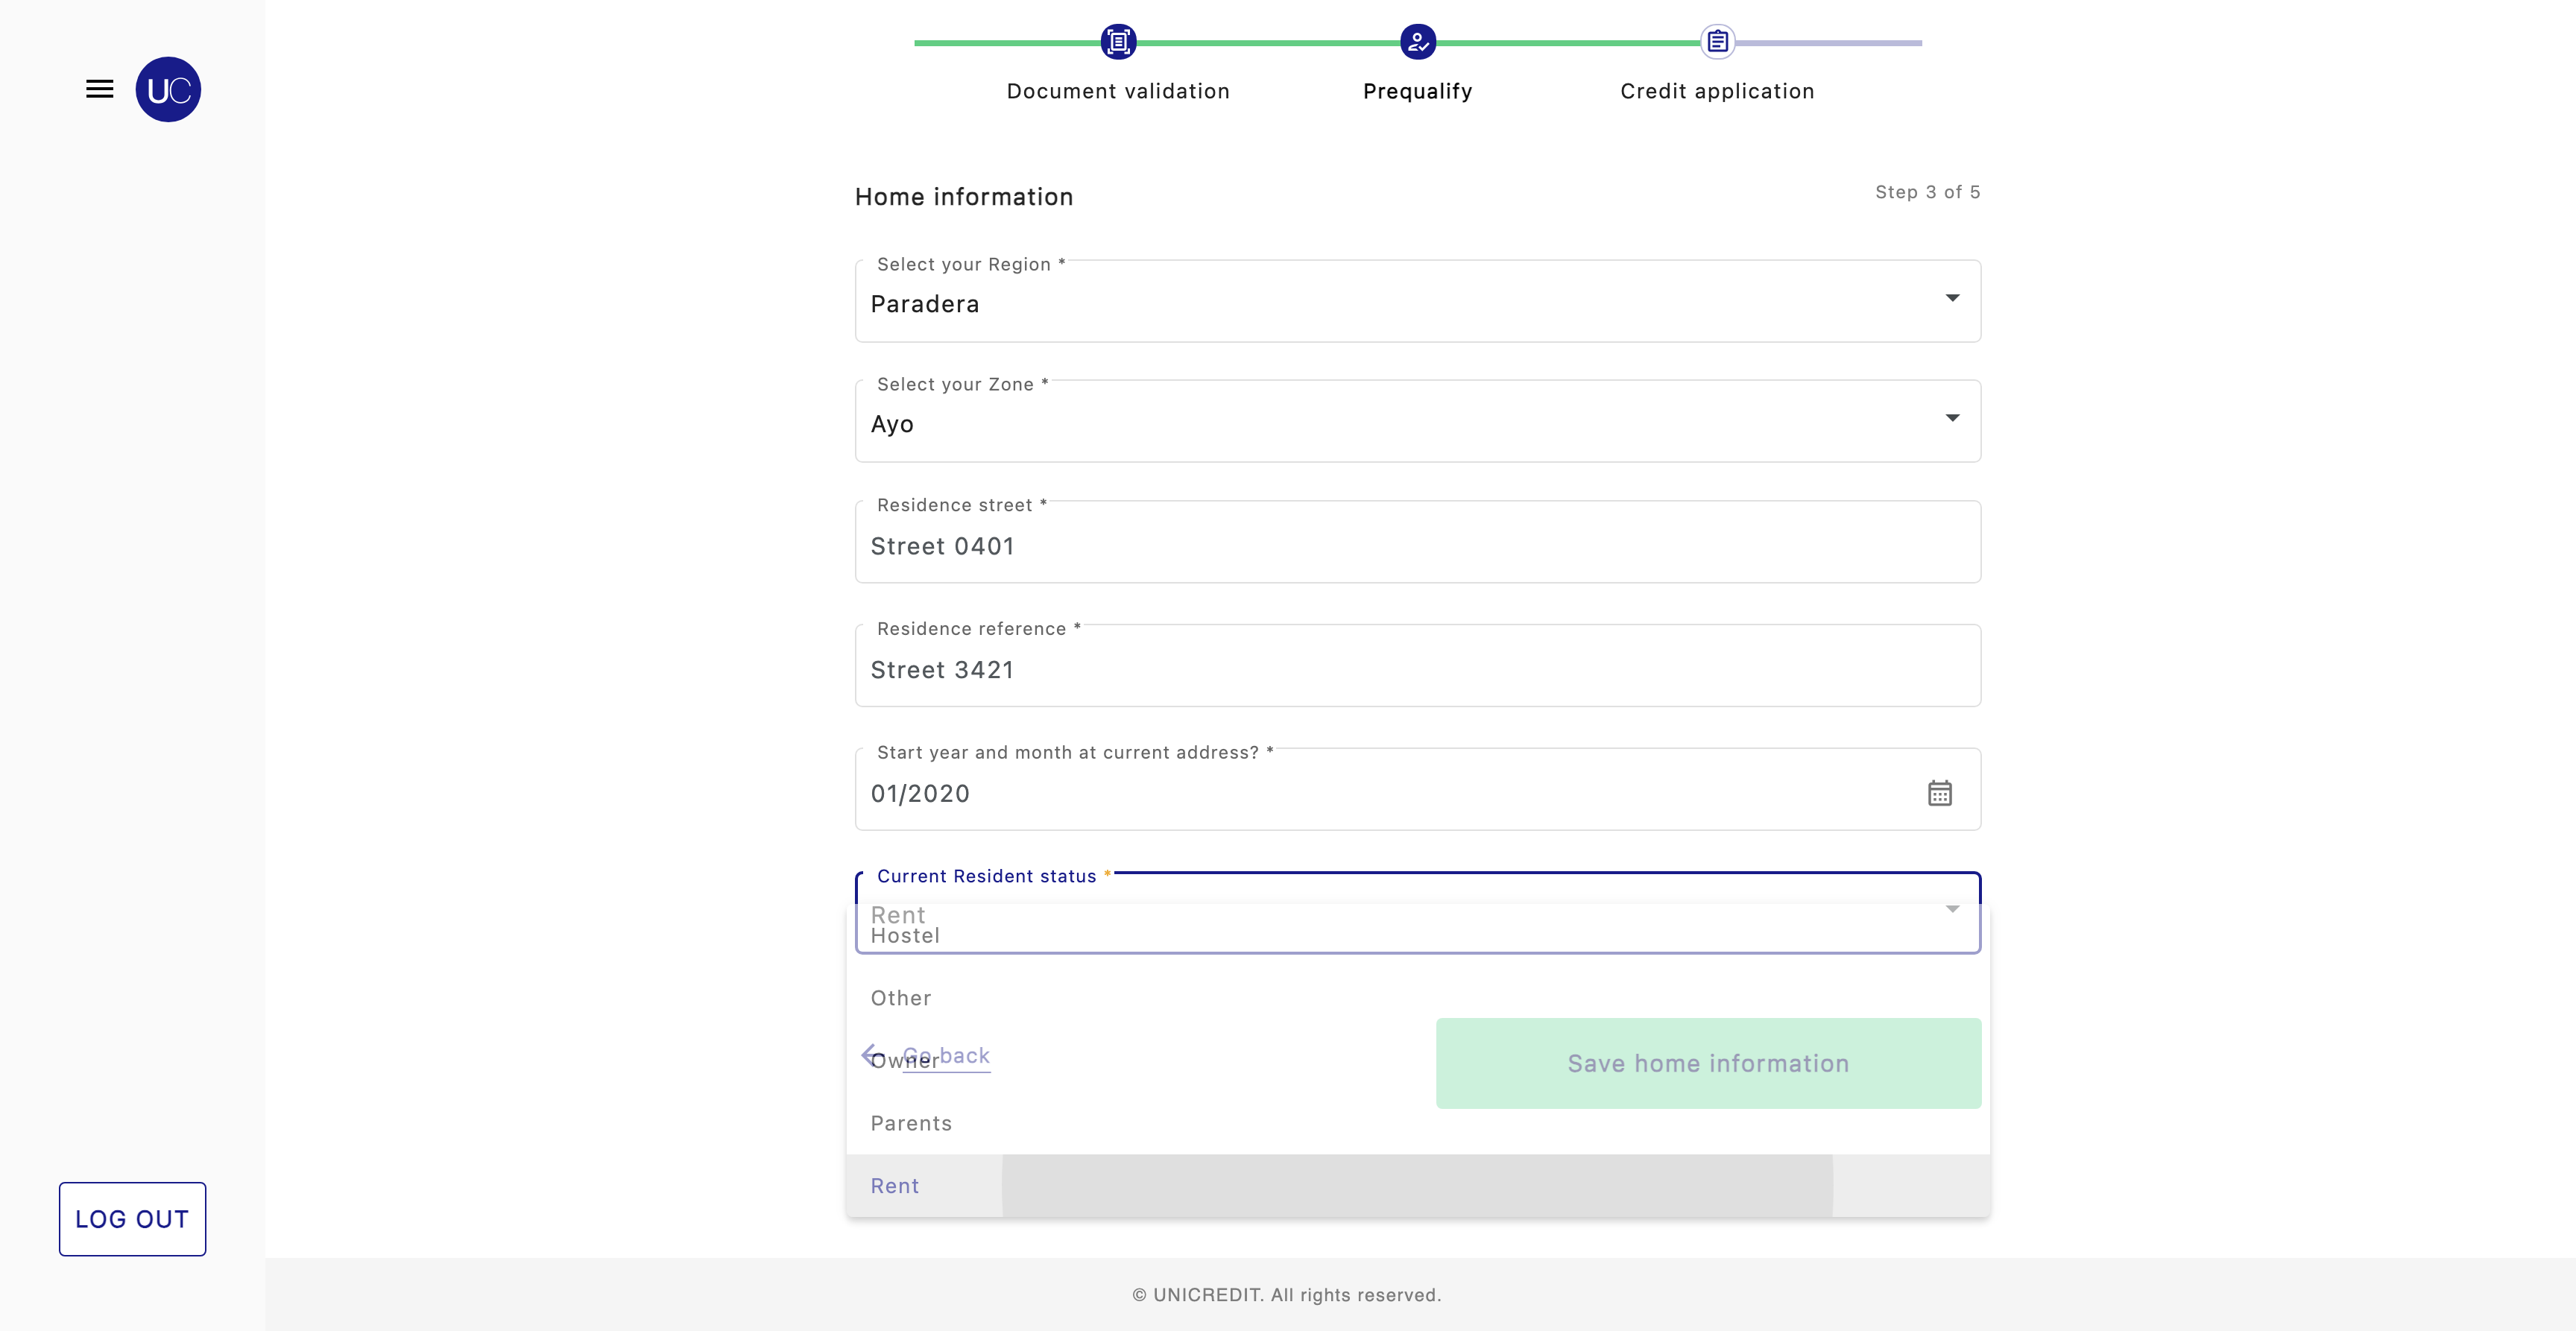 UC
Document validation
Prequalify
Credit application
Home information
Step 3 of 5
Select your Region *
Paradera
Select your Zone *
Ayo
Residence street *
Street 0401
Residence reference *
Street 3421
Start year and month at current address? *
01/2020
Current Resident status *
Rent
Hostel
Other
Go back
Owner
Save home information
Parents
Rent
LOG OUT
© UNICREDIT. All rights reserved.